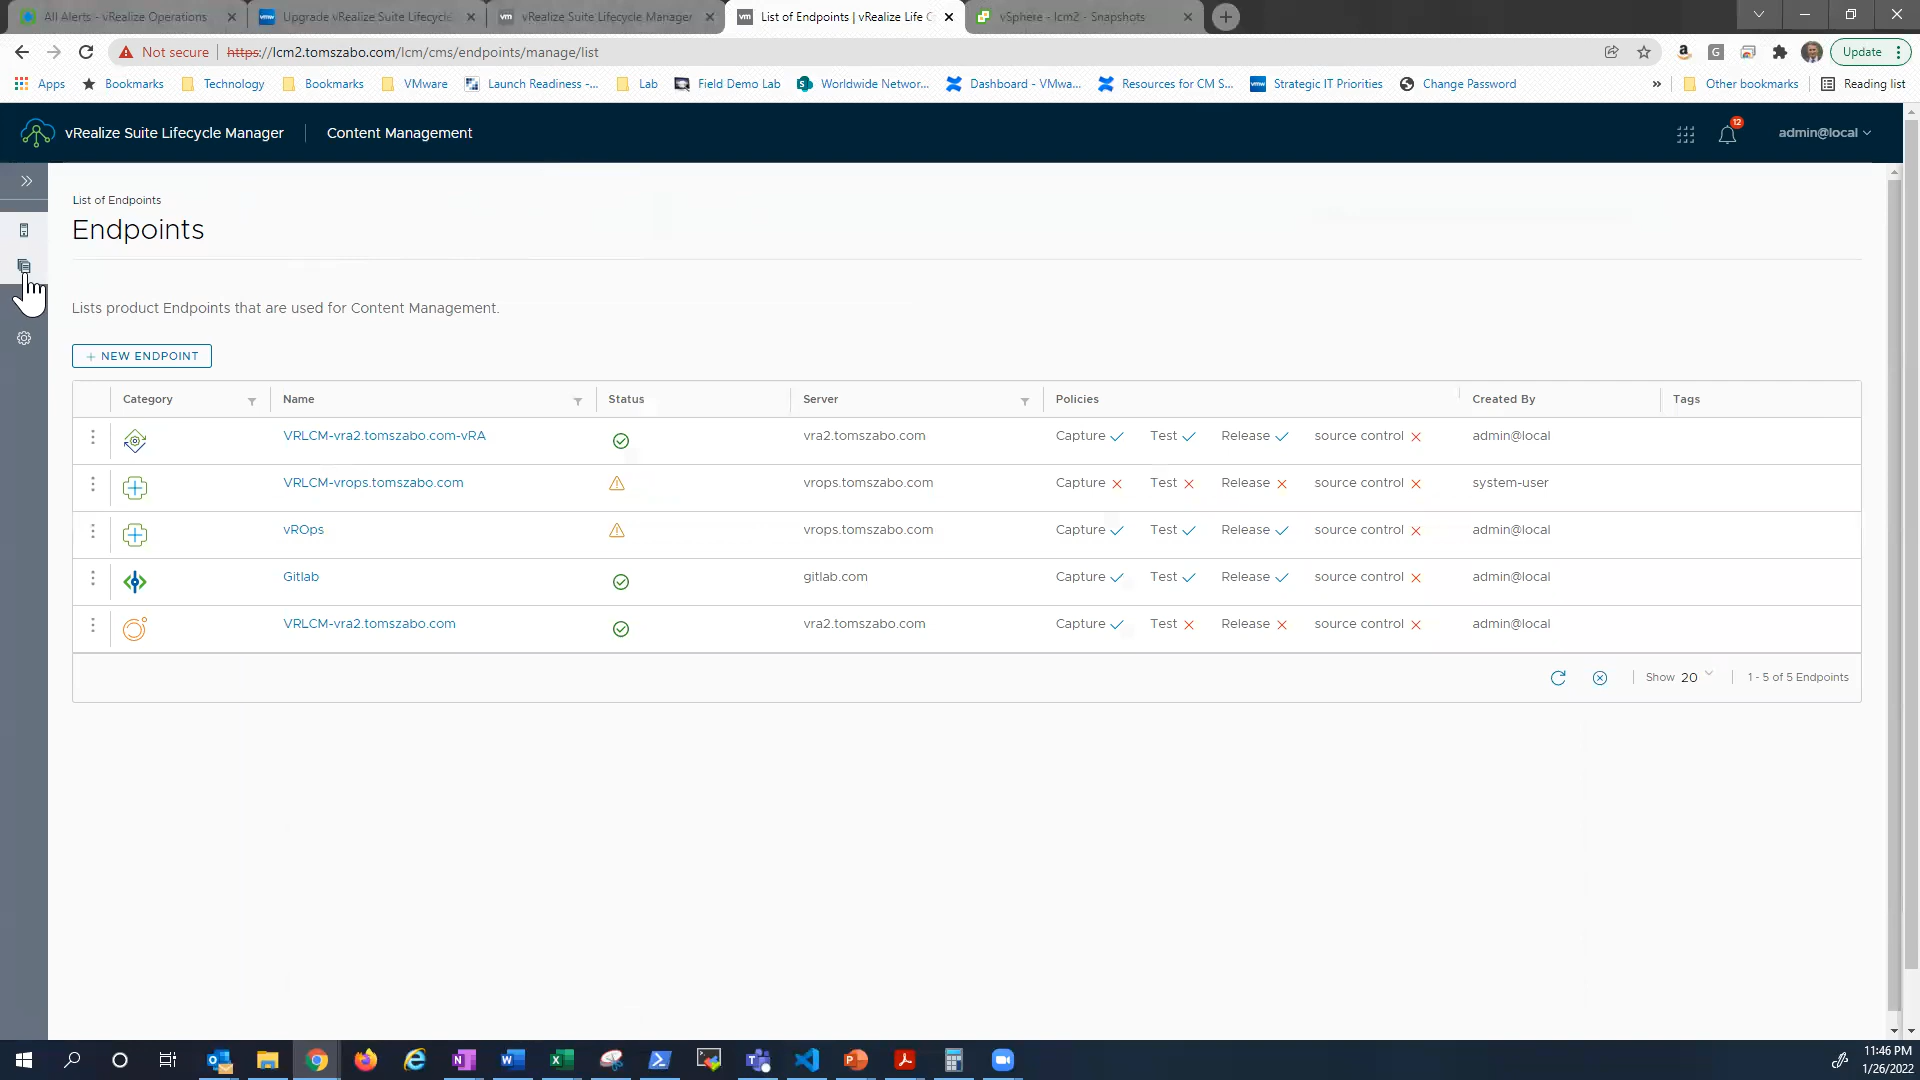 All Alerts - vRealize Operations
Upgrade vRealize Suite Lifecycle
vRealize Suite Lifecycle Manager
List of Endpoints | vRealize Life C
vSphere - lcm2 - Snapshots
Not secure
https://lcm2.tomszabo.com/lcm/cms/endpoints/manage/list
Update
Apps
Bookmarks
Technology
Bookmarks
VMware
Launch Readiness -...
Lab
Field Demo Lab
Worldwide Networ...
Dashboard - VMwa...
Resources for CM S...
Strategic IT Priorities
Change Password
»
Other bookmarks
Reading list
vRealize Suite Lifecycle Manager
Content Management
12
admin@local
List of Endpoints
Endpoints
Lists product Endpoints that are used for Content Management.
+ NEW ENDPOINT
Category Name Status Server Policies Created By Tags
VRLCM-vra2.tomszabo.com-vRA vra2.tomszabo.com Capture Test Release source control admin@local
VRLCM-vrops.tomszabo.com vrops.tomszabo.com Capture Test Release source control system-user
vROps vrops.tomszabo.com Capture Test Release source control admin@local
Gitlab gitlab.com Capture Test Release source control admin@local
VRLCM-vra2.tomszabo.com vra2.tomszabo.com Capture Test Release source control admin@local
Show 20 1 - 5 of 5 Endpoints
11:46 PM
1/26/2022